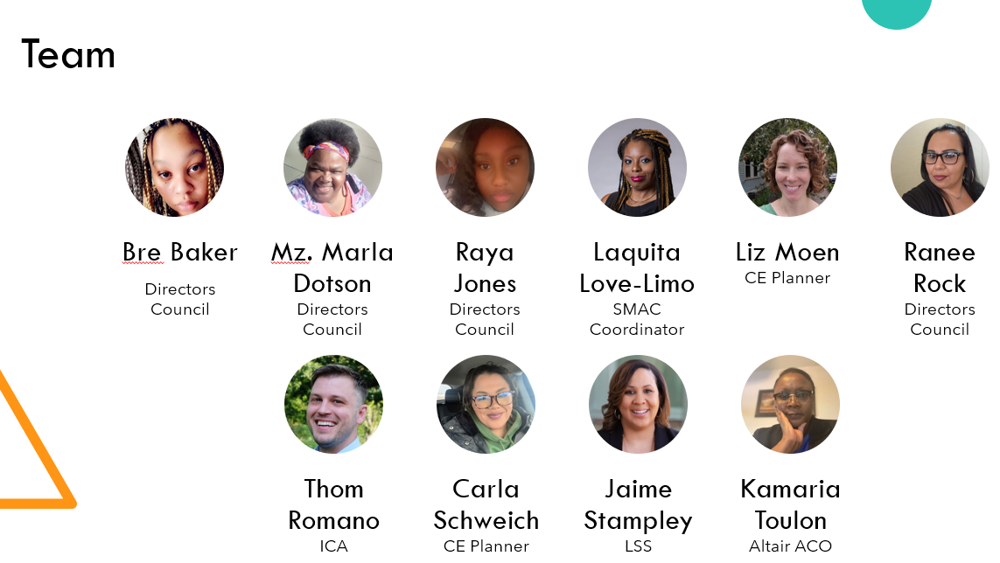 Team
Bre Baker
Directors
Council
Mz. Marla
Dotson
Directors
Council
Raya
Jones
Directors
Council
Laquita
Love-Limo
SMAC
Coordinator
Liz Moen
CE Planner
Ranee
Rock
Directors
Council
Thom
Romano
ICA
Carla
Schweich
CE Planner
Jaime
Stampley
LSS
Kamaria
Toulon
Altair ACO